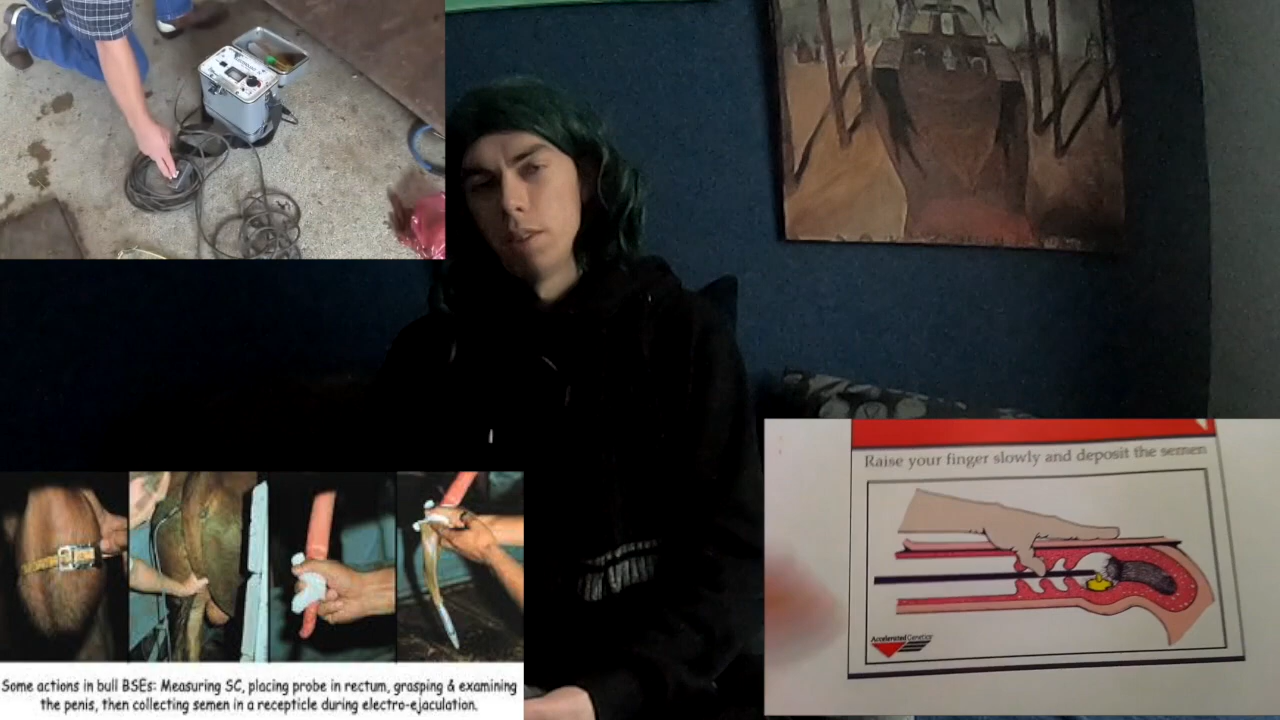 Some actions in bull BSEs: Measuring SC, placing probe in rectum, grasping & examining
the penis, then collecting semen in a recepticle during electro-ejaculation.
Raise your finger slowly and deposit the semen
Accelerated Genetics